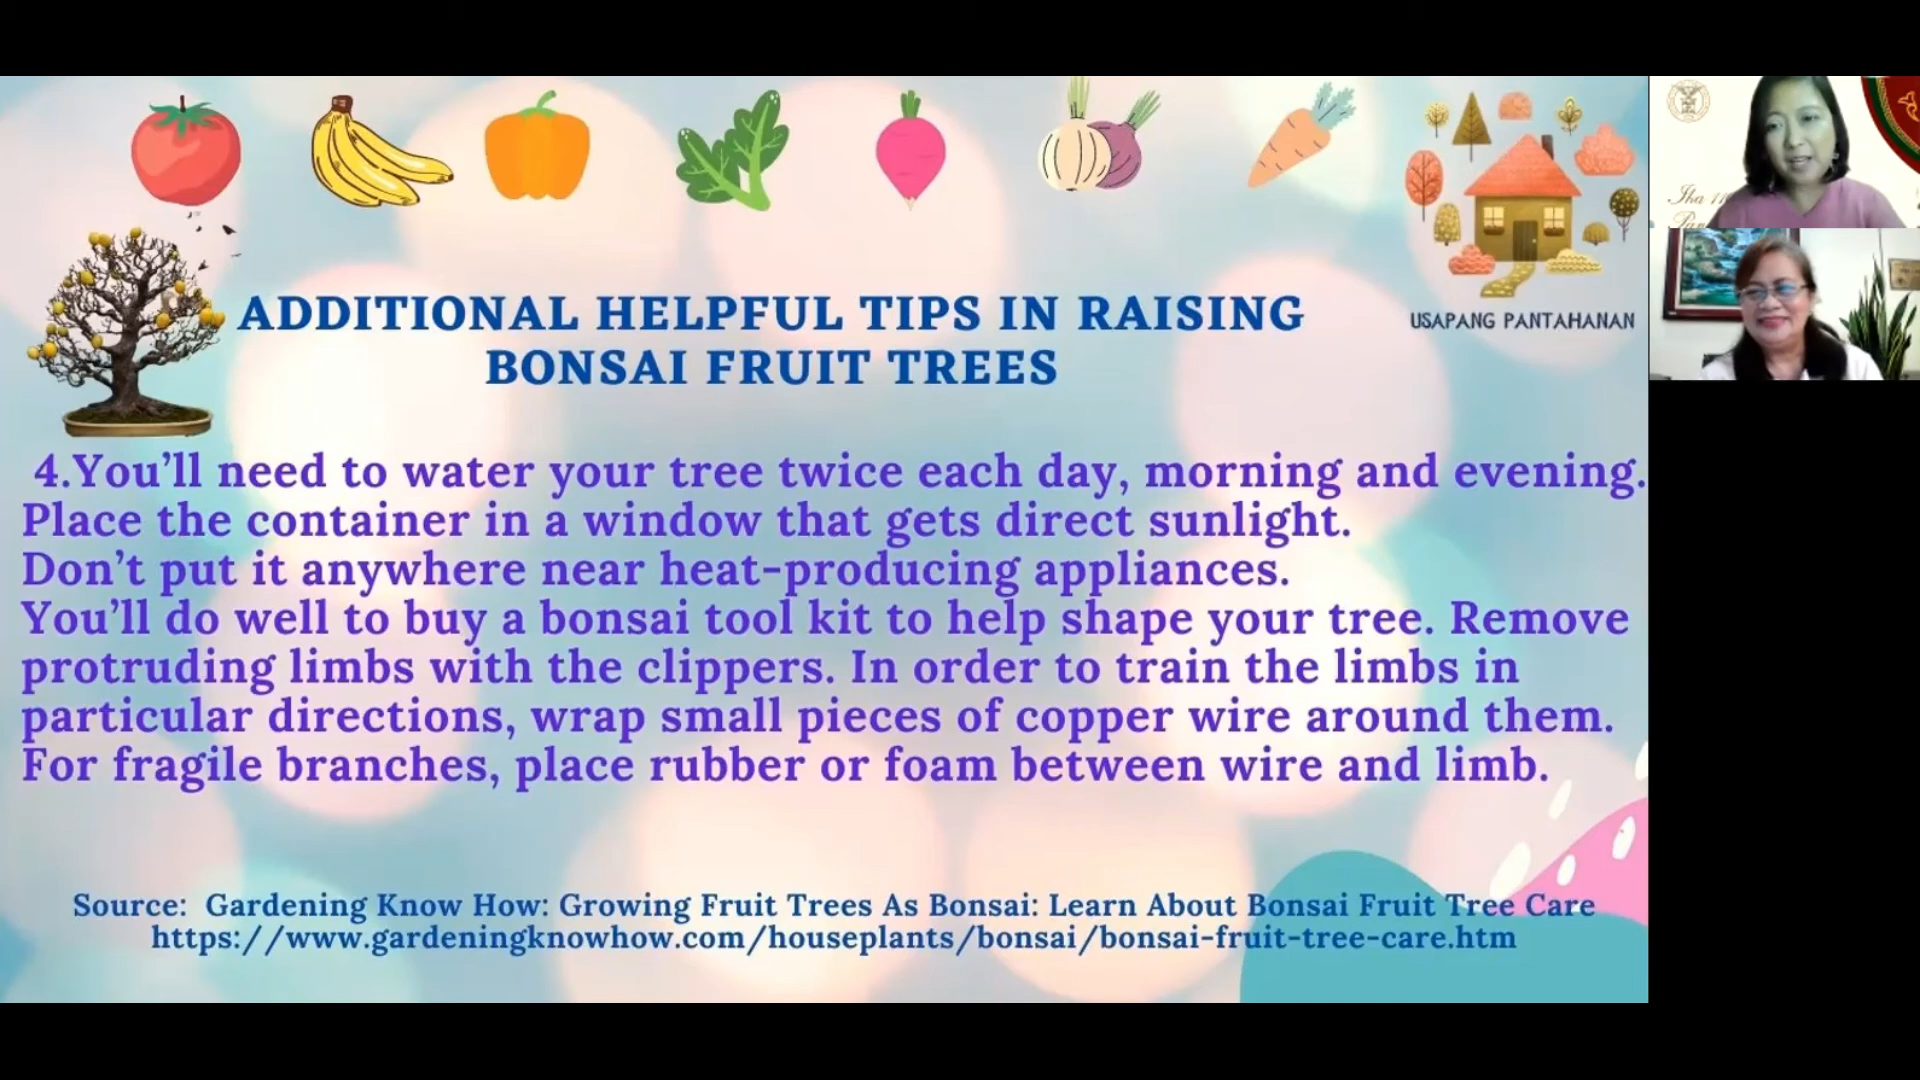 ADDITIONAL HELPFUL TIPS IN RAISING
BONSAI FRUIT TREES
USAPANG PANTAHANAN
4.You'll need to water your tree twice each day, morning and evening.
Place the container in a window that gets direct sunlight.
Don't put it anywhere near heat-producing appliances.
You'll do well to buy a bonsai tool kit to help shape your tree. Remove
protruding limbs with the clippers. In order to train the limbs in
particular directions, wrap small pieces of copper wire around them.
For fragile branches, place rubber or foam between wire and limb.
Source: Gardening Know How: Growing Fruit Trees As Bonsai: Learn About Bonsai Fruit Tree Care
https://www.gardeningknowhow.com/houseplants/bonsai/bonsai-fruit-tree-care.htm
Ika